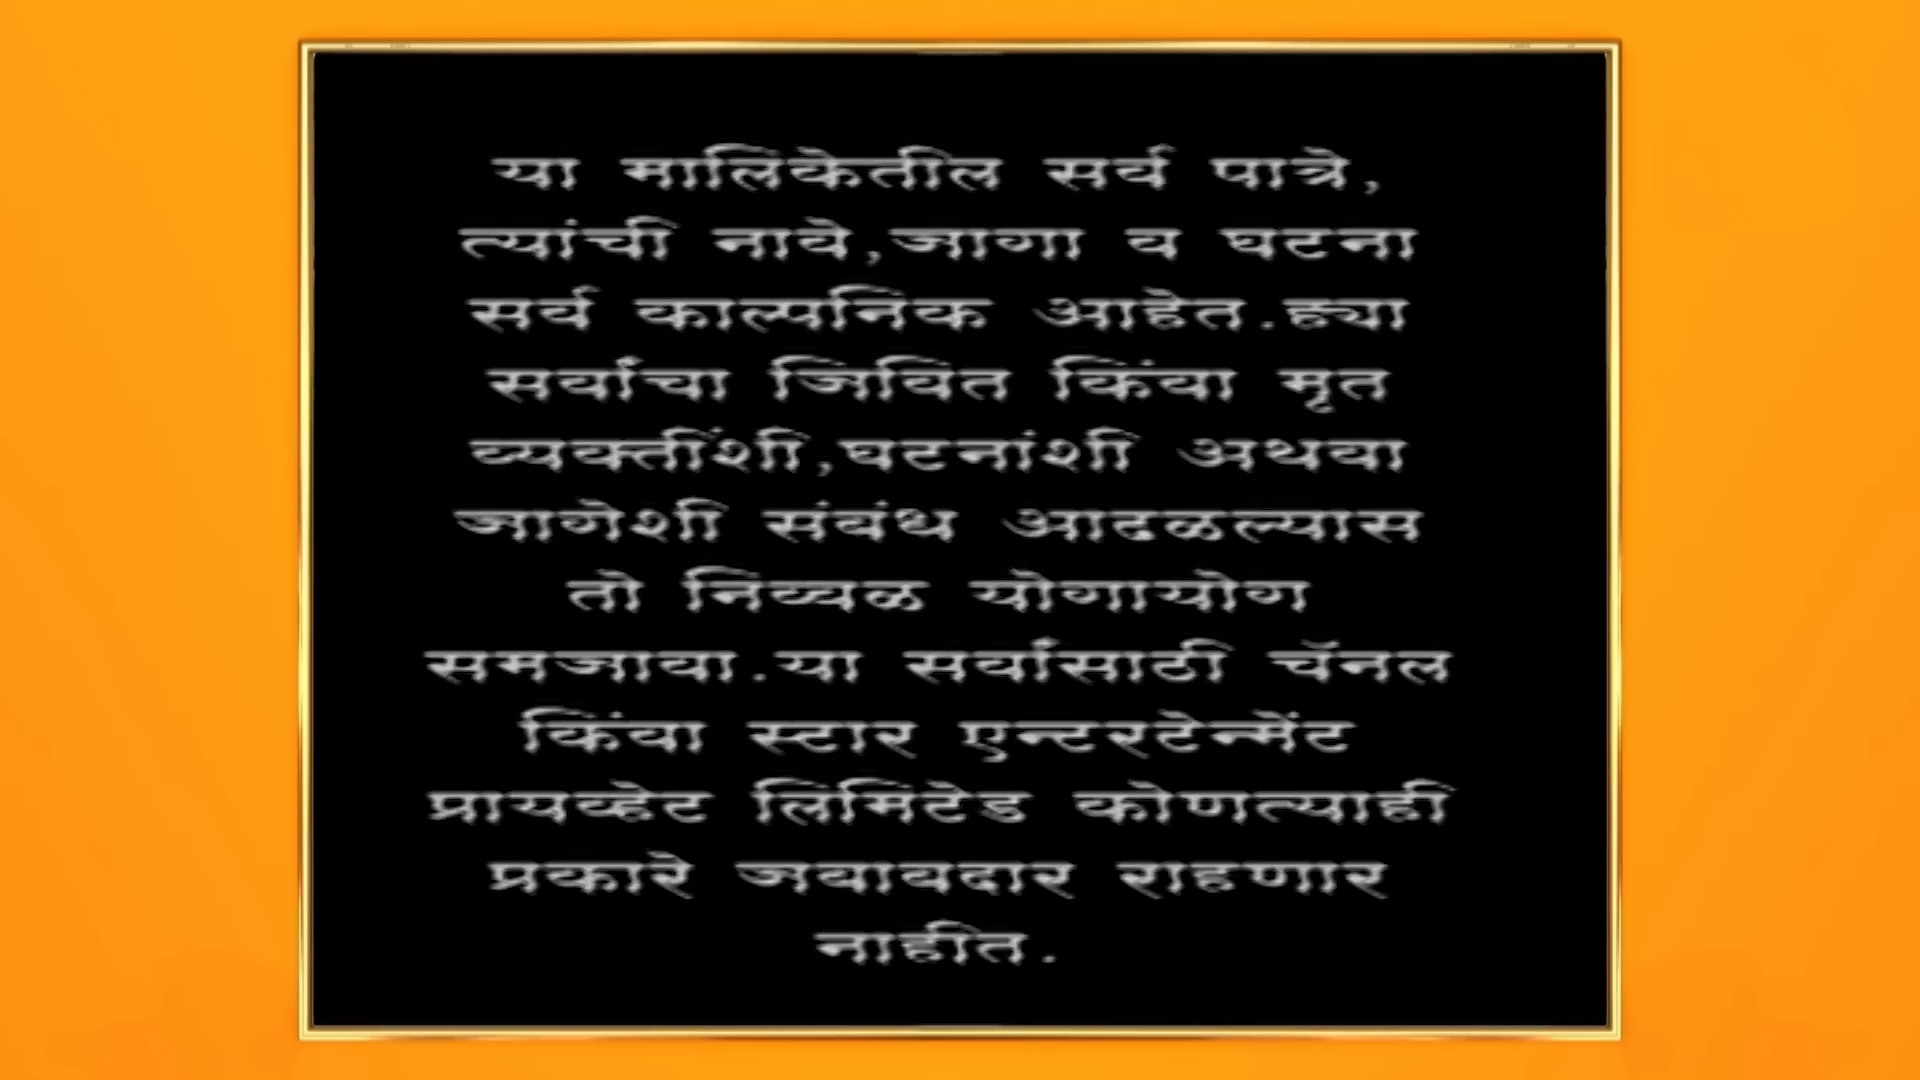 या मालिकेतील सर्व पात्रे,
त्यांची नावे,जागा व घटना
सर्व काल्पनिक आहेत.ह्या
सर्वांचा जिवित किंवा मृत
व्यक्तींशी,घटनांशी अथवा
जागेशी संबंध आढळल्यास
तो निव्वळ योगायोग
समजावा.या सर्वांसाठी चॅनल
किंवा स्टार एन्टरटेन्मेंट
प्रायव्हेट लिमिटेड कोणत्याही
प्रकारे जबाबदार राहणार
नाहीत.